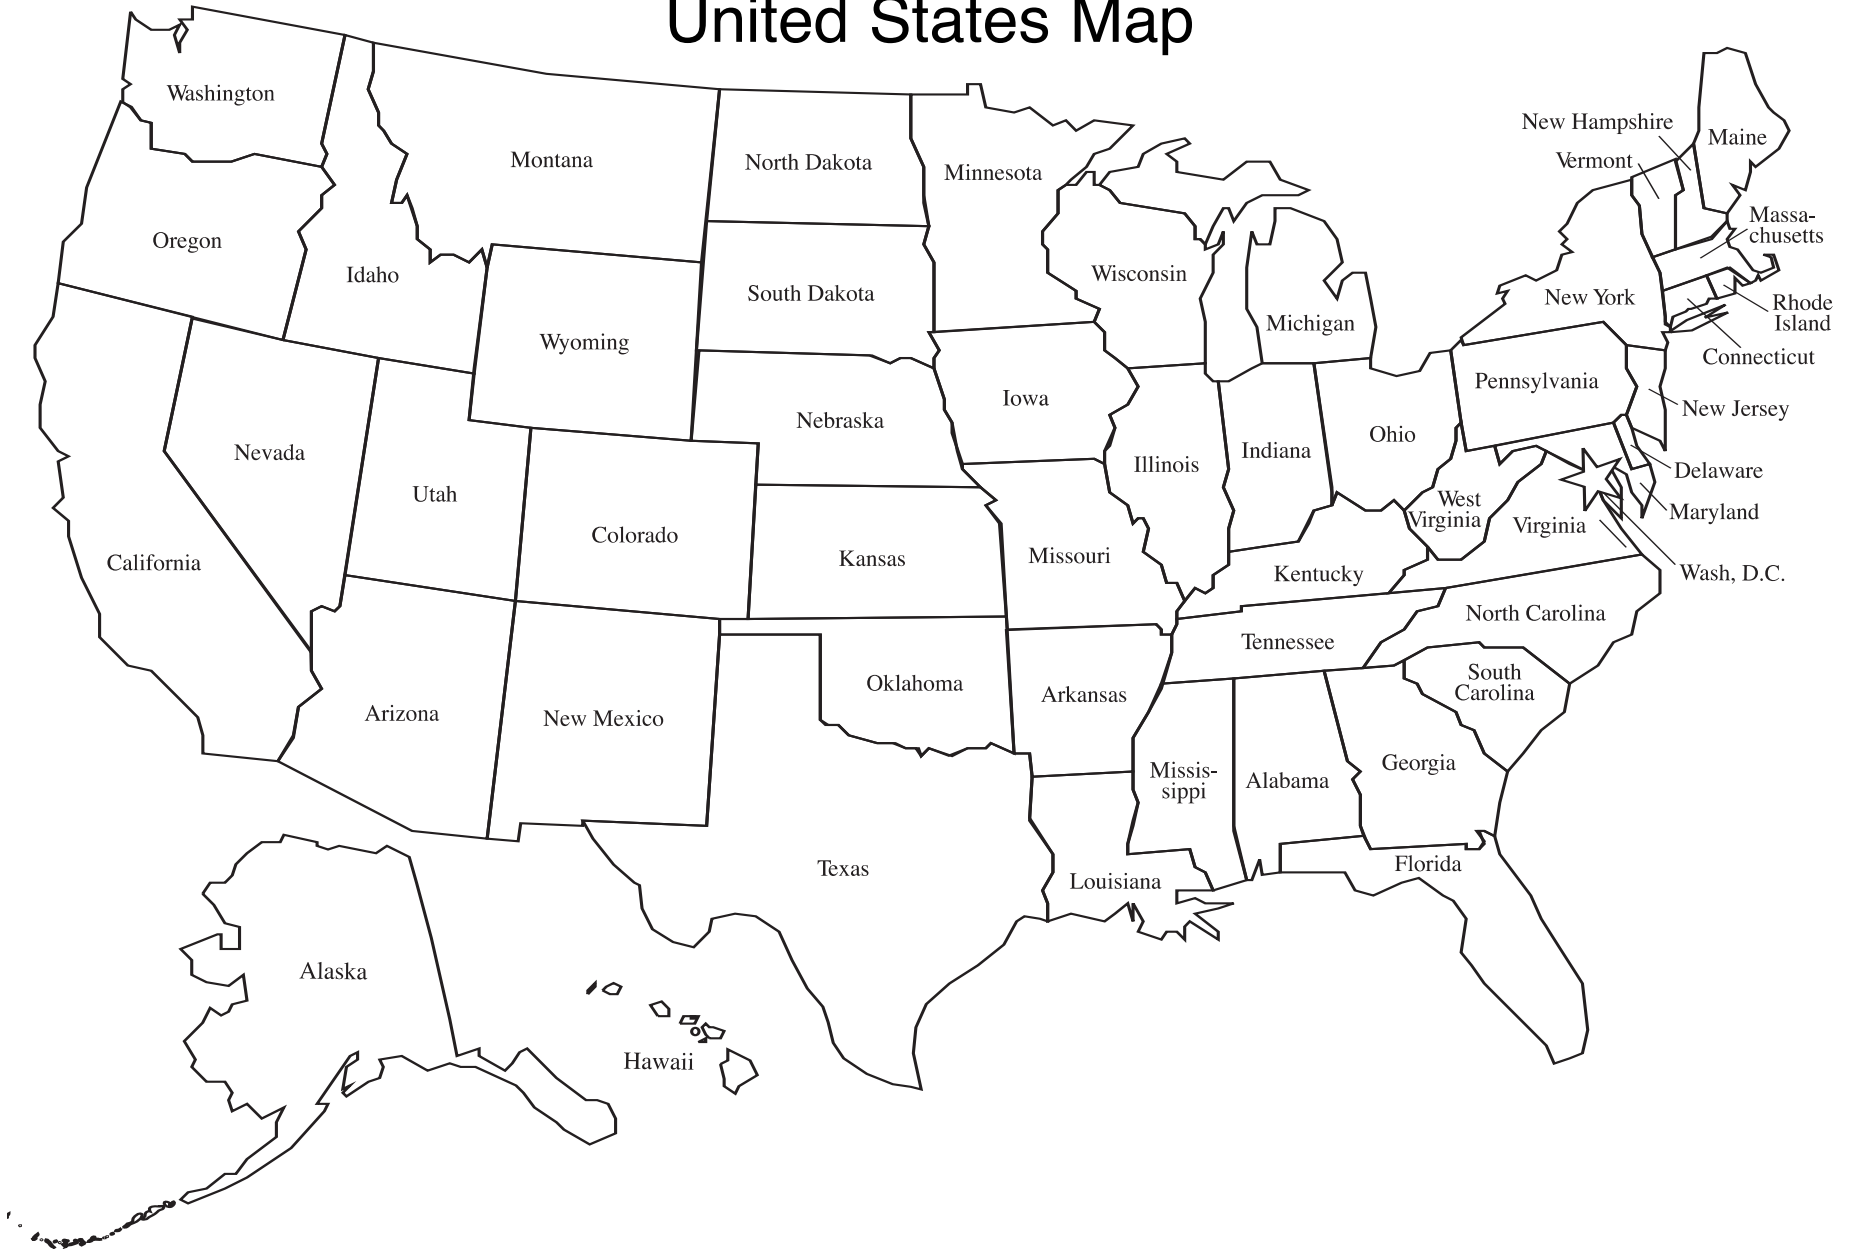 United States Map
Washington
Oregon
Idaho
Montana
Wyoming
North Dakota
South Dakota
Nebraska
Minnesota
Wisconsin
Iowa
Michigan
New Hampshire
Vermont
Maine
Massa-
chusetts
New York
Rhode
Island
Connecticut
Pennsylvania
New Jersey
Delaware
Maryland
Wash, D.C.
California
Nevada
Utah
Colorado
Kansas
Missouri
Illinois
Indiana
Ohio
West
Virginia
Virginia
Kentucky
North Carolina
Tennessee
South
Carolina
Arizona
New Mexico
Oklahoma
Arkansas
Texas
Louisiana
Missis-
sippi
Alabama
Georgia
Florida
Alaska
Hawaii